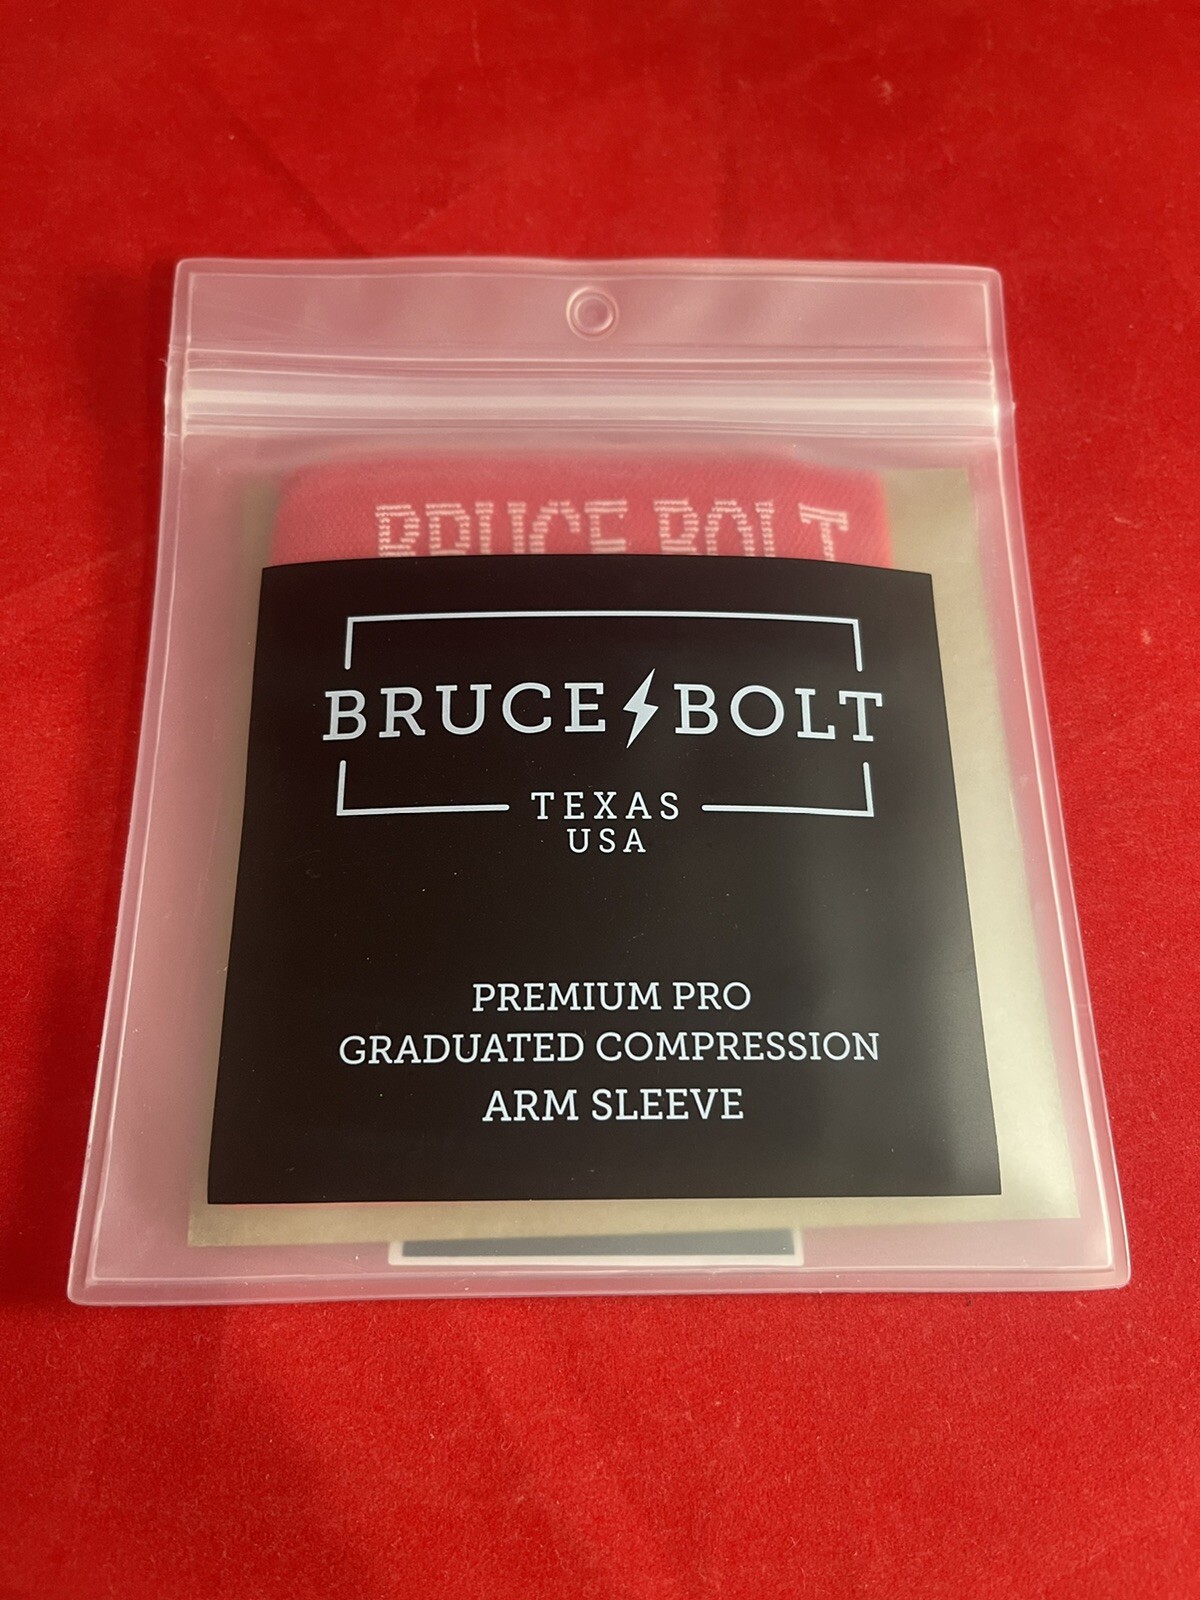 BRUCE BOLT
BRUCE BOLT
TEXAS
USA
PREMIUM PRO
GRADUATED COMPRESSION
ARM SLEEVE